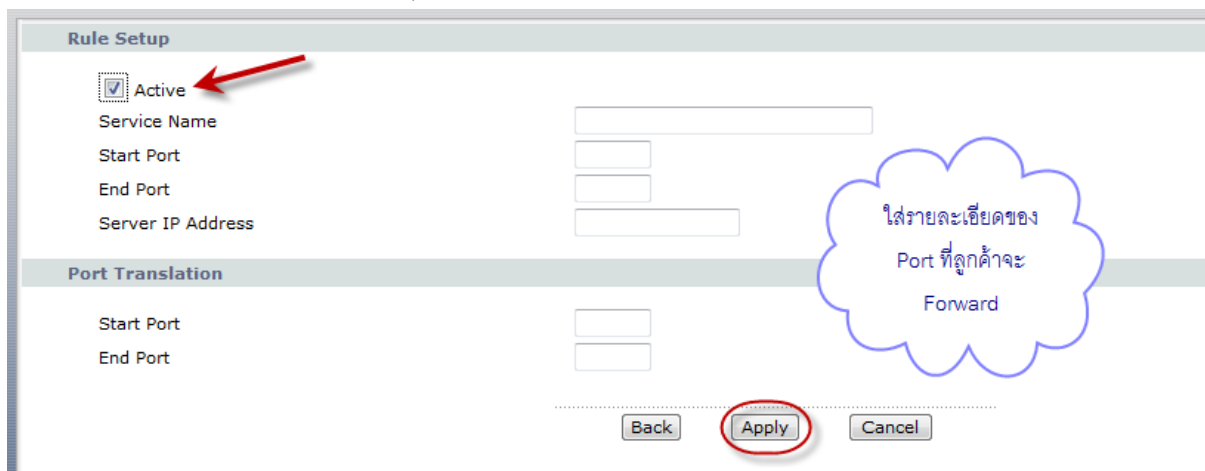 Rule Setup
Active
Service Name
Start Port
End Port
Server IP Address
ใส่รายละเอียดของ
Port ที่ลูกค้าจะ
Forward
Port Translation
Start Port
End Port
Back Apply Cancel